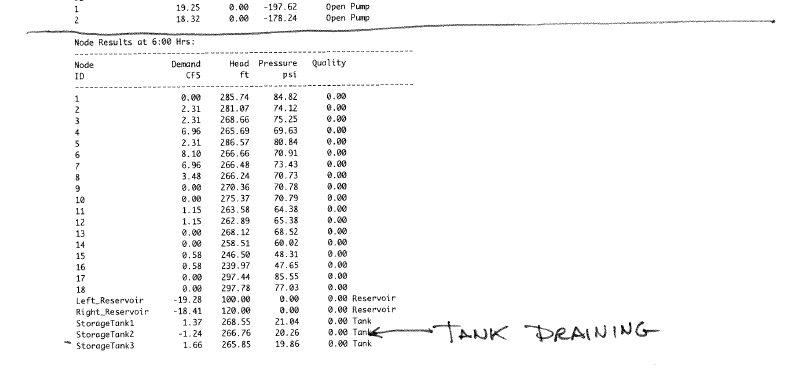 1 19.25 0.00 -197.62 Open Pump
2 18.32 0.00 -178.24 Open Pump
Node Results at 6:00 Hrs:
Node Demand Head Pressure Quality
ID CFS ft psi
1 0.00 285.74 84.82 0.00
2 2.31 281.07 74.12 0.00
3 2.31 268.66 75.25 0.00
4 6.96 265.69 69.63 0.00
5 2.31 286.57 80.84 0.00
6 8.10 266.66 70.91 0.00
7 6.96 266.48 73.43 0.00
8 3.48 266.24 70.73 0.00
9 0.00 270.36 70.78 0.00
10 0.00 275.37 70.79 0.00
11 1.15 263.58 64.38 0.00
12 1.15 262.89 65.38 0.00
13 0.00 268.12 68.52 0.00
14 0.00 258.51 60.02 0.00
15 0.58 246.50 48.31 0.00
16 0.58 239.97 47.65 0.00
17 0.00 297.44 85.55 0.00
18 0.00 297.78 77.03 0.00
Left_Reservoir -19.28 100.00 0.00 0.00 Reservoir
Right_Reservoir -18.41 120.00 0.00 0.00 Reservoir
StorageTank1 1.37 268.55 21.04 0.00 Tank
StorageTank2 -1.24 266.76 20.26 0.00 Tank TANK DRAINING
StorageTank3 1.66 265.85 19.86 0.00 Tank